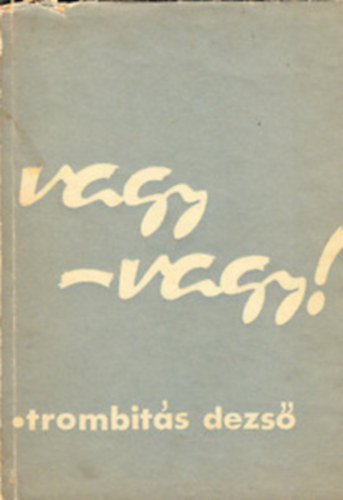 vagy
-vagy!
•trombitás dezső